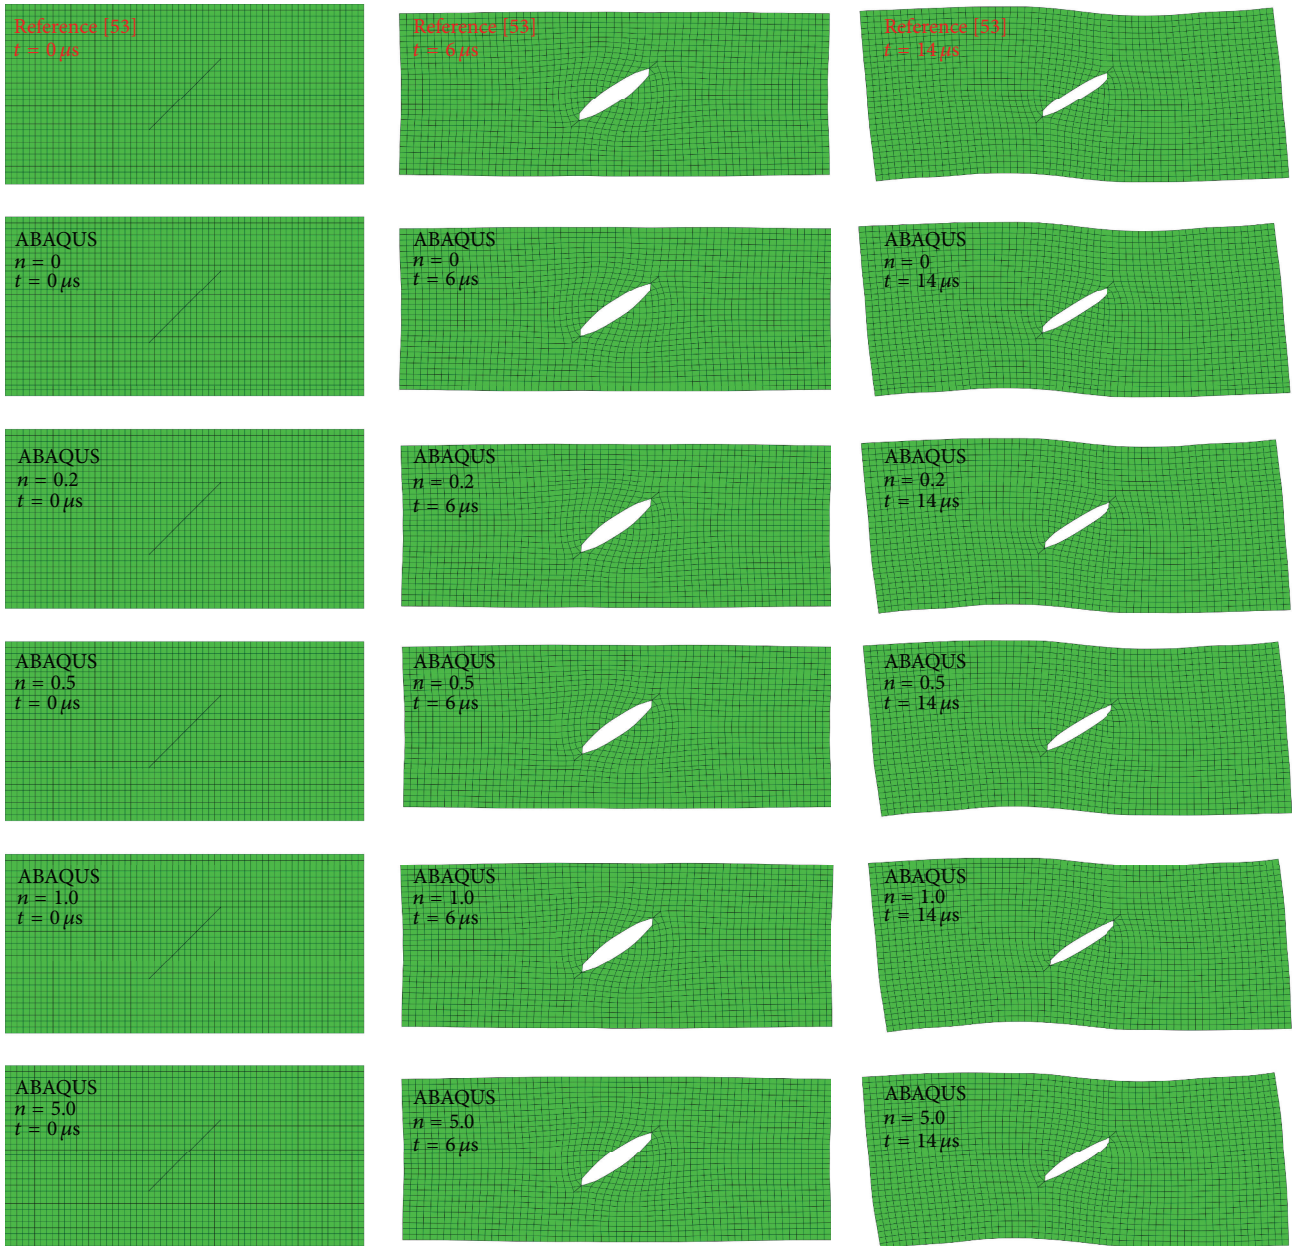 Reference [53]
t = 0 μs
Reference [53]
t = 6 μs
Reference [53]
t = 14 μs
ABAQUS
n = 0
t = 0 μs
ABAQUS
n = 0
t = 6 μs
ABAQUS
n = 0
t = 14 μs
ABAQUS
n = 0.2
t = 0 μs
ABAQUS
n = 0.2
t = 6 μs
ABAQUS
n = 0.2
t = 14 μs
ABAQUS
n = 0.5
t = 0 μs
ABAQUS
n = 0.5
t = 6 μs
ABAQUS
n = 0.5
t = 14 μs
ABAQUS
n = 1.0
t = 0 μs
ABAQUS
n = 1.0
t = 6 μs
ABAQUS
n = 1.0
t = 14 μs
ABAQUS
n = 5.0
t = 0 μs
ABAQUS
n = 5.0
t = 6 μs
ABAQUS
n = 5.0
t = 14 μs